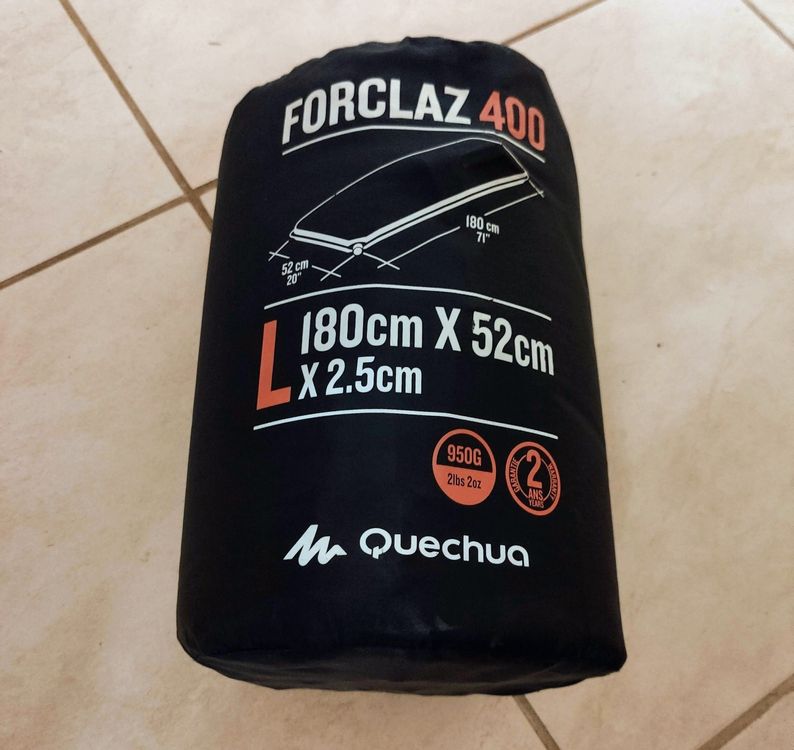 FORCLAZ 400
180 cm
71"
52 cm
20"
L 180cm X 52cm
X 2.5cm
950G
2lbs 2oz
GARANTIE 2 WARRANTY
ANS
YEARS
Quechua